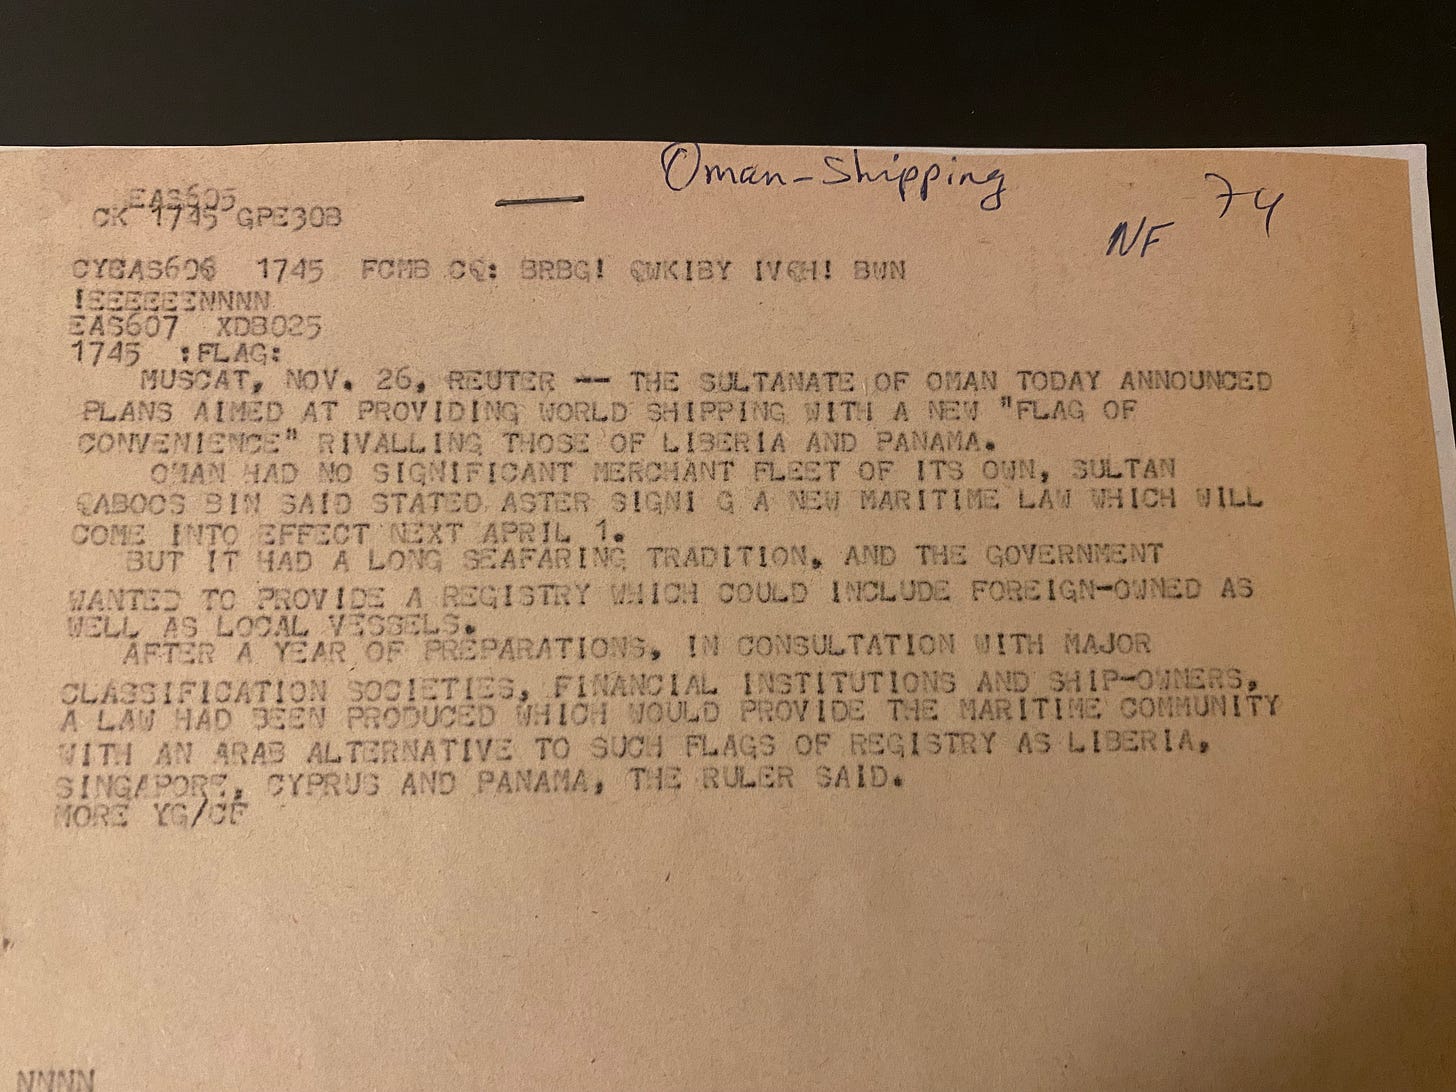 Oman-Shipping
74
NF
EAS605
CK 1745 GPE308
CYEAS606 1745 FCMB CQ: BRBG! QWKIBY IVQH! BWN
!EEEEEENNNN
EAS607 XDB025
1745 :FLAG:
MUSCAT, NOV. 26, REUTER -- THE SULTANATE OF OMAN TODAY ANNOUNCED
PLANS AIMED AT PROVIDING WORLD SHIPPING WITH A NEW "FLAG OF
CONVENIENCE" RIVALLING THOSE OF LIBERIA AND PANAMA.
OMAN HAD NO SIGNIFICANT MERCHANT FLEET OF ITS OWN, SULTAN
QABOOS BIN SAID STATED ASTER SIGNI G A NEW MARITIME LAW WHICH WILL
COME INTO EFFECT NEXT APRIL 1.
BUT IT HAD A LONG SEAFARING TRADITION, AND THE GOVERNMENT
WANTED TO PROVIDE A REGISTRY WHICH COULD INCLUDE FOREIGN-OWNED AS
WELL AS LOCAL VESSELS.
AFTER A YEAR OF PREPARATIONS, IN CONSULTATION WITH MAJOR
CLASSIFICATION SOCIETIES, FINANCIAL INSTITUTIONS AND SHIP-OWNERS,
A LAW HAD BEEN PRODUCED WHICH WOULD PROVIDE THE MARITIME COMMUNITY
WITH AN ARAB ALTERNATIVE TO SUCH FLAGS OF REGISTRY AS LIBERIA,
SINGAPORE, CYPRUS AND PANAMA, THE RULER SAID.
MORE YG/CF
NNNN